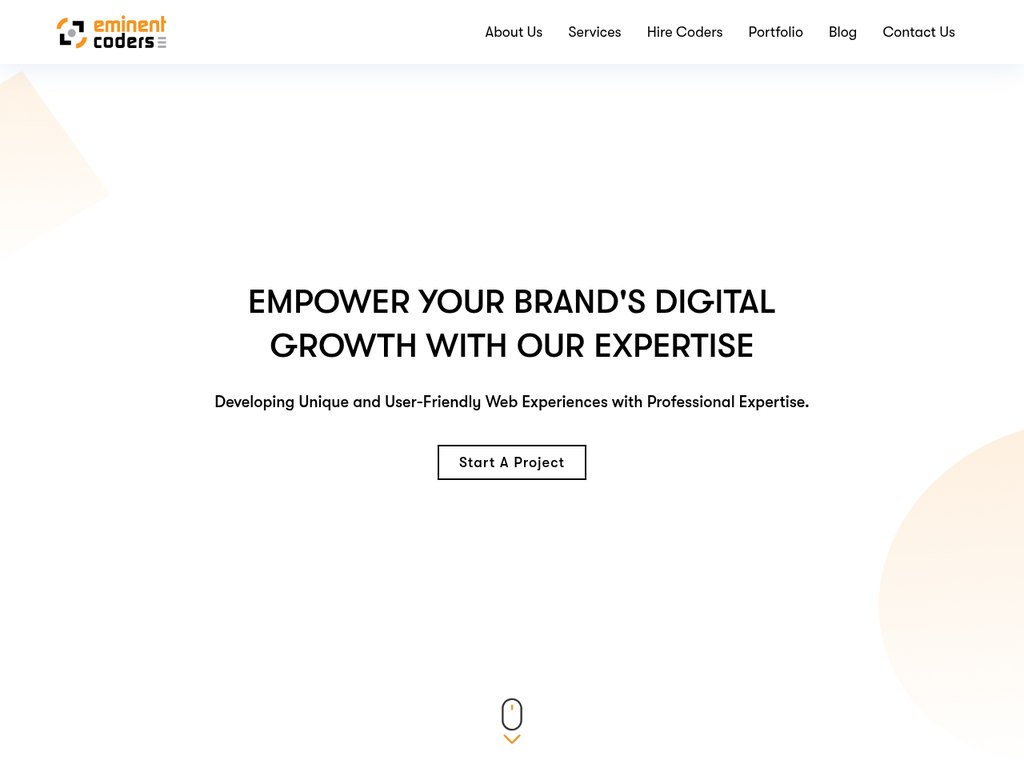 eminent
coders
About Us
Services
Hire Coders
Portfolio
Blog
Contact Us
EMPOWER YOUR BRAND'S DIGITAL
GROWTH WITH OUR EXPERTISE
Developing Unique and User-Friendly Web Experiences with Professional Expertise.
Start A Project